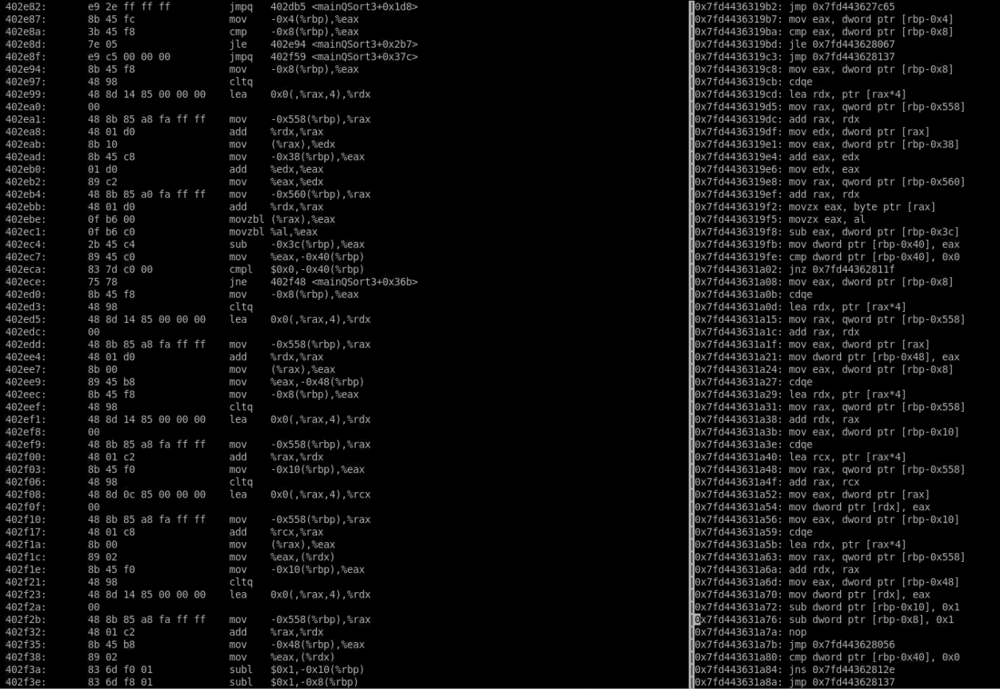 402e82: e9 2e ff ff ff jmpq 402db5 <mainQSort3+0x1d8>
402e87: 8b 45 fc mov -0x4(%rbp),%eax
402e8a: 3b 45 f8 cmp -0x8(%rbp),%eax
402e8d: 7e 05 jle 402e94 <mainQSort3+0x2b7>
402e8f: e9 c5 00 00 00 jmpq 402f59 <mainQSort3+0x37c>
402e94: 8b 45 f8 mov -0x8(%rbp),%eax
402e97: 48 98 cltq
402e99: 48 8d 14 85 00 00 00 lea 0x0(,%rax,4),%rdx
402ea0: 00
402ea1: 48 8b 85 a8 fa ff ff mov -0x558(%rbp),%rax
402ea8: 48 01 d0 add %rdx,%rax
402eab: 8b 10 mov (%rax),%edx
402ead: 8b 45 c8 mov -0x38(%rbp),%eax
402eb0: 01 d0 add %edx,%eax
402eb2: 89 c2 mov %eax,%edx
402eb4: 48 8b 85 a0 fa ff ff mov -0x560(%rbp),%rax
402ebb: 48 01 d0 add %rdx,%rax
402ebe: 0f b6 00 movzbl (%rax),%eax
402ec1: 0f b6 c0 movzbl %al,%eax
402ec4: 2b 45 c4 sub -0x3c(%rbp),%eax
402ec7: 89 45 c0 mov %eax,-0x40(%rbp)
402eca: 83 7d c0 00 cmpl $0x0,-0x40(%rbp)
402ece: 75 78 jne 402f48 <mainQSort3+0x36b>
402ed0: 8b 45 f8 mov -0x8(%rbp),%eax
402ed3: 48 98 cltq
402ed5: 48 8d 14 85 00 00 00 lea 0x0(,%rax,4),%rdx
402edc: 00
402edd: 48 8b 85 a8 fa ff ff mov -0x558(%rbp),%rax
402ee4: 48 01 d0 add %rdx,%rax
402ee7: 8b 00 mov (%rax),%eax
402ee9: 89 45 b8 mov %eax,-0x48(%rbp)
402eec: 8b 45 f8 mov -0x8(%rbp),%eax
402eef: 48 98 cltq
402ef1: 48 8d 14 85 00 00 00 lea 0x0(,%rax,4),%rdx
402ef8: 00
402ef9: 48 8b 85 a8 fa ff ff mov -0x558(%rbp),%rax
402f00: 48 01 c2 add %rax,%rdx
402f03: 8b 45 f0 mov -0x10(%rbp),%eax
402f06: 48 98 cltq
402f08: 48 8d 0c 85 00 00 00 lea 0x0(,%rax,4),%rcx
402f0f: 00
402f10: 48 8b 85 a8 fa ff ff mov -0x558(%rbp),%rax
402f17: 48 01 c8 add %rcx,%rax
402f1a: 8b 00 mov (%rax),%eax
402f1c: 89 02 mov %eax,(%rdx)
402f1e: 8b 45 f0 mov -0x10(%rbp),%eax
402f21: 48 98 cltq
402f23: 48 8d 14 85 00 00 00 lea 0x0(,%rax,4),%rdx
402f2a: 00
402f2b: 48 8b 85 a8 fa ff ff mov -0x558(%rbp),%rax
402f32: 48 01 c2 add %rax,%rdx
402f35: 8b 45 b8 mov -0x48(%rbp),%eax
402f38: 89 02 mov %eax,(%rdx)
402f3a: 83 6d f0 01 subl $0x1,-0x10(%rbp)
402f3e: 83 6d f8 01 subl $0x1,-0x8(%rbp)
0x7fd4436319b2: jmp 0x7fd443627c65
0x7fd4436319b7: mov eax, dword ptr [rbp-0x4]
0x7fd4436319ba: cmp eax, dword ptr [rbp-0x8]
0x7fd4436319bd: jle 0x7fd443628067
0x7fd4436319c3: jmp 0x7fd443628137
0x7fd4436319c8: mov eax, dword ptr [rbp-0x8]
0x7fd4436319cb: cdqe
0x7fd4436319cd: lea rdx, ptr [rax*4]
0x7fd4436319d5: mov rax, qword ptr [rbp-0x558]
0x7fd4436319dc: add rax, rdx
0x7fd4436319df: mov edx, dword ptr [rax]
0x7fd4436319e1: mov eax, dword ptr [rbp-0x38]
0x7fd4436319e4: add eax, edx
0x7fd4436319e6: mov edx, eax
0x7fd4436319e8: mov rax, qword ptr [rbp-0x560]
0x7fd4436319ef: add rax, rdx
0x7fd4436319f2: movzx eax, byte ptr [rax]
0x7fd4436319f5: movzx eax, al
0x7fd4436319f8: sub eax, dword ptr [rbp-0x3c]
0x7fd4436319fb: mov dword ptr [rbp-0x40], eax
0x7fd4436319fe: cmp dword ptr [rbp-0x40], 0x0
0x7fd443631a02: jnz 0x7fd44362811f
0x7fd443631a08: mov eax, dword ptr [rbp-0x8]
0x7fd443631a0b: cdqe
0x7fd443631a0d: lea rdx, ptr [rax*4]
0x7fd443631a15: mov rax, qword ptr [rbp-0x558]
0x7fd443631a1c: add rax, rdx
0x7fd443631a1f: mov eax, dword ptr [rax]
0x7fd443631a21: mov dword ptr [rbp-0x48], eax
0x7fd443631a24: mov eax, dword ptr [rbp-0x8]
0x7fd443631a27: cdqe
0x7fd443631a29: lea rdx, ptr [rax*4]
0x7fd443631a31: mov rax, qword ptr [rbp-0x558]
0x7fd443631a38: add rdx, rax
0x7fd443631a3b: mov eax, dword ptr [rbp-0x10]
0x7fd443631a3e: cdqe
0x7fd443631a40: lea rcx, ptr [rax*4]
0x7fd443631a48: mov rax, qword ptr [rbp-0x558]
0x7fd443631a4f: add rax, rcx
0x7fd443631a52: mov eax, dword ptr [rax]
0x7fd443631a54: mov dword ptr [rdx], eax
0x7fd443631a56: mov eax, dword ptr [rbp-0x10]
0x7fd443631a59: cdqe
0x7fd443631a5b: lea rdx, ptr [rax*4]
0x7fd443631a63: mov rax, qword ptr [rbp-0x558]
0x7fd443631a6a: add rdx, rax
0x7fd443631a6d: mov eax, dword ptr [rbp-0x48]
0x7fd443631a70: mov dword ptr [rdx], eax
0x7fd443631a72: sub dword ptr [rbp-0x10], 0x1
0x7fd443631a76: sub dword ptr [rbp-0x8], 0x1
0x7fd443631a7a: nop
0x7fd443631a7b: jmp 0x7fd443628056
0x7fd443631a80: cmp dword ptr [rbp-0x40], 0x0
0x7fd443631a84: jns 0x7fd44362812e
0x7fd443631a8a: jmp 0x7fd443628137